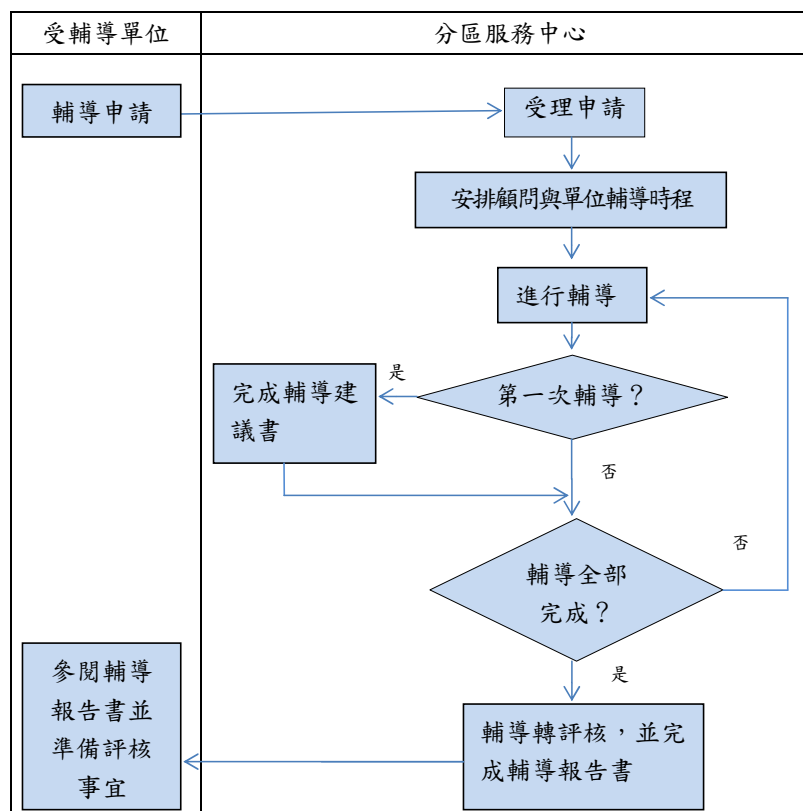 受輔導單位
分區服務中心
輔導申請
受理申請
安排顧問與單位輔導時程
進行輔導
第一次輔導？
是
完成輔導建
議書
否
輔導全部
完成？
否
是
輔導轉評核，並完
成輔導報告書
參閱輔導
報告書並
準備評核
事宜